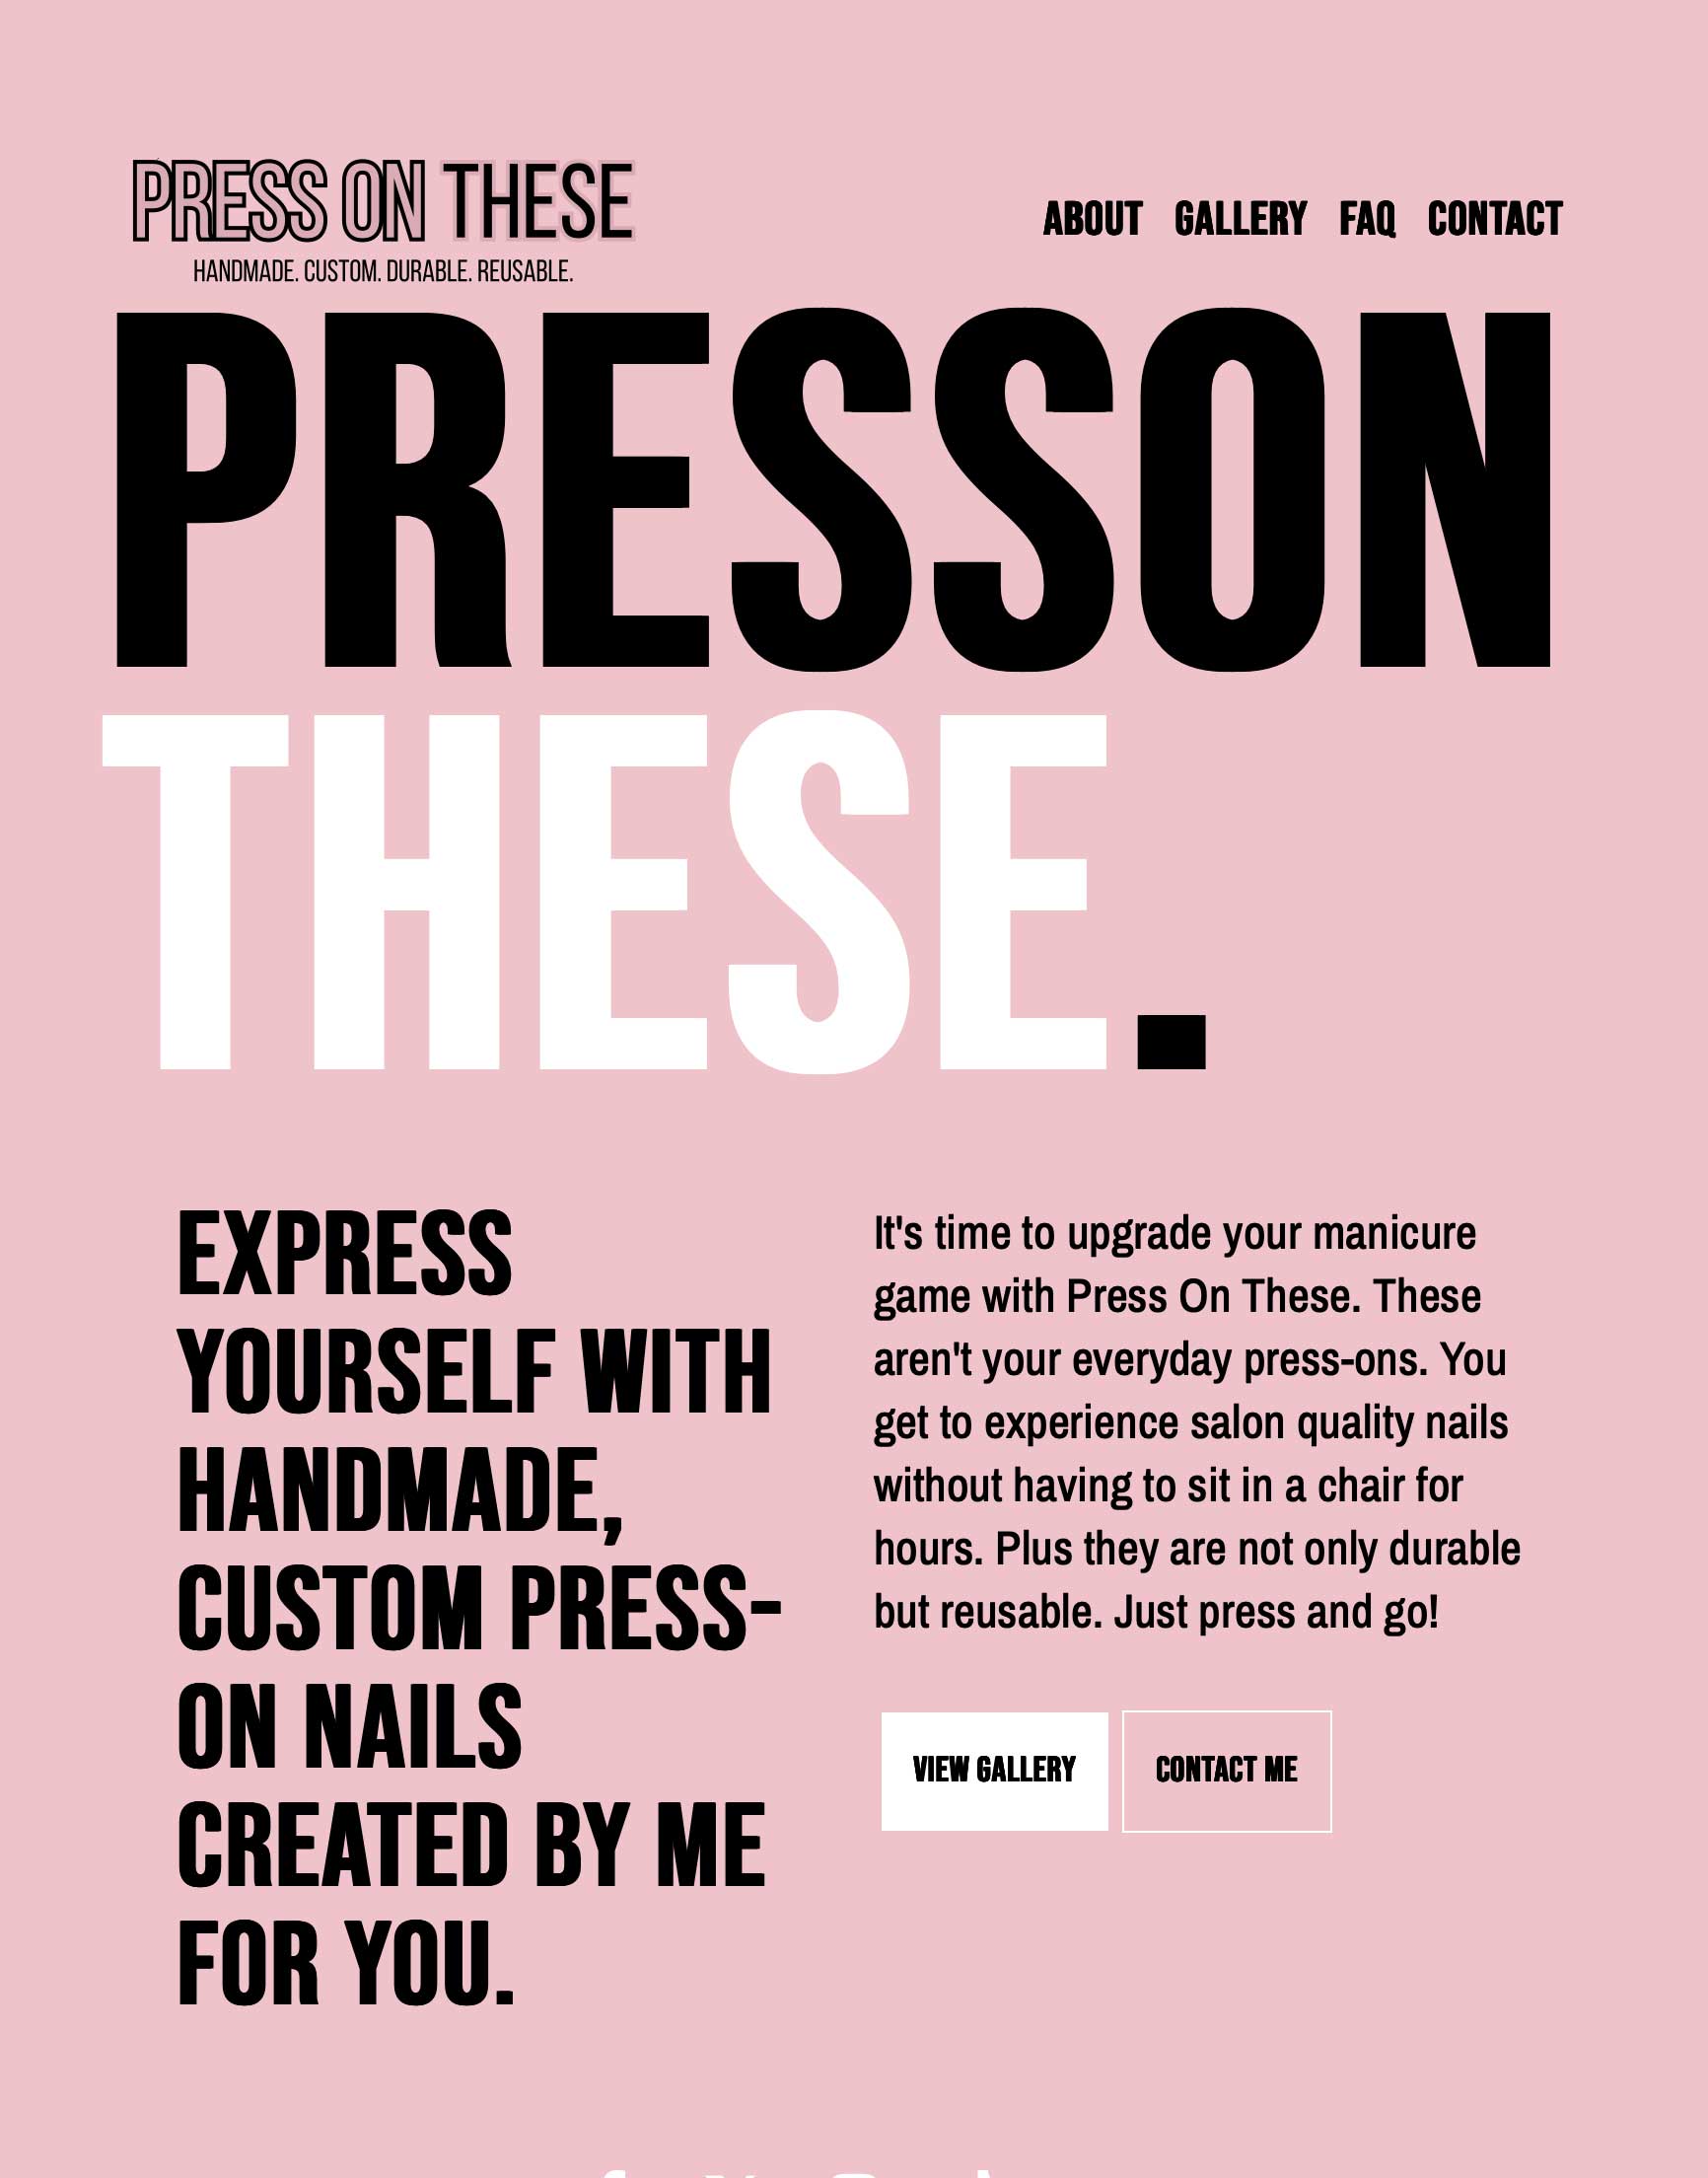 PRESS ON THESE
HANDMADE. CUSTOM. DURABLE. REUSABLE.
ABOUT GALLERY FAQ CONTACT
PRESSON
THESE.
EXPRESS
YOURSELF WITH
HANDMADE,
CUSTOM PRESS-
ON NAILS
CREATED BY ME
FOR YOU.
It's time to upgrade your manicure
game with Press On These. These
aren't your everyday press-ons. You
get to experience salon quality nails
without having to sit in a chair for
hours. Plus they are not only durable
but reusable. Just press and go!
VIEW GALLERY
CONTACT ME